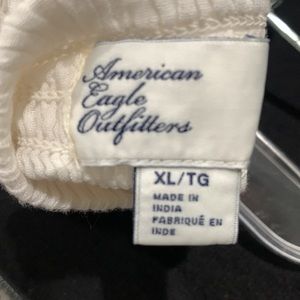 American
Eagle
Outfitters
XL/TG
MADE IN
INDIA
FABRIQUÉ EN
INDE